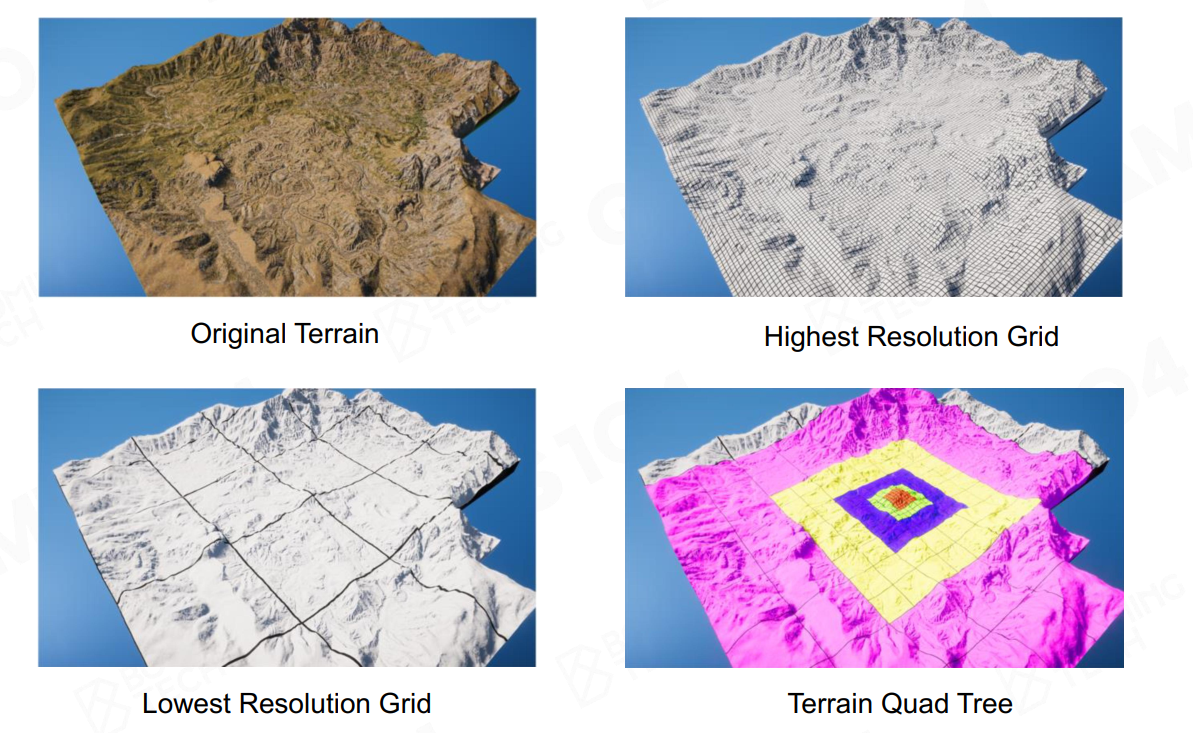 Original Terrain
Highest Resolution Grid
Lowest Resolution Grid
Terrain Quad Tree